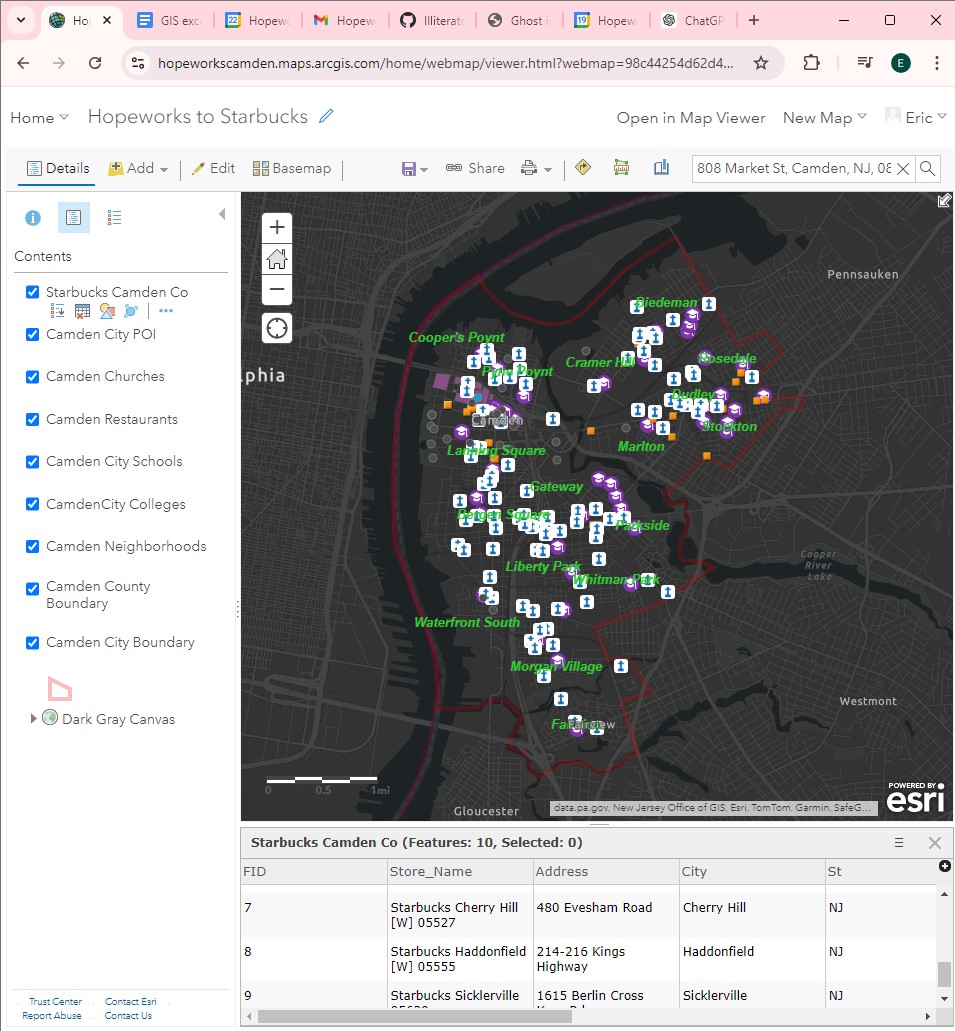 Ho
GIS exc
Hopew
Hopew
Illiterat
Ghost i
Hopew
ChatGP
hopeworkscamden.maps.arcgis.com/home/webmap/viewer.html?webmap=98c44254d62d4...
E
Home
Hopeworks to Starbucks
Open in Map Viewer
New Map
Eric
Details
Add
Edit
Basemap
Share
808 Market St, Camden, NJ, 08
Contents
Starbucks Camden Co
Camden City POI
Camden Churches
Camden Restaurants
Camden City Schools
CamdenCity Colleges
Camden Neighborhoods
Camden County
Boundary
Camden City Boundary
Dark Gray Canvas
Trust Center
Contact Esri
Report Abuse
Contact Us
Pennsauken
Biedeman
Cooper's Poynt
Cramer Hill
Rosedale
Pyne Poynt
lphia
Dudley
Camden
Stockton
Marlton
Lanning Square
Gateway
Bergen Square
Parkside
Cooper
River
Lake
Liberty Park
Whitman Park
Waterfront South
Morgan Village
Westmont
Fairview
0 0.5 1mi
Gloucester
data.pa.gov, New Jersey Office of GIS, Esri, TomTom, Garmin, SafeG...
POWERED BY
esri
Starbucks Camden Co (Features: 10, Selected: 0)
FID
Store_Name
Address
City
St
7
Starbucks Cherry Hill
[W] 05527
480 Evesham Road
Cherry Hill
NJ
8
Starbucks Haddonfield
[W] 05555
214-216 Kings
Highway
Haddonfield
NJ
9
Starbucks Sicklerville
1615 Berlin Cross
Sicklerville
NJ